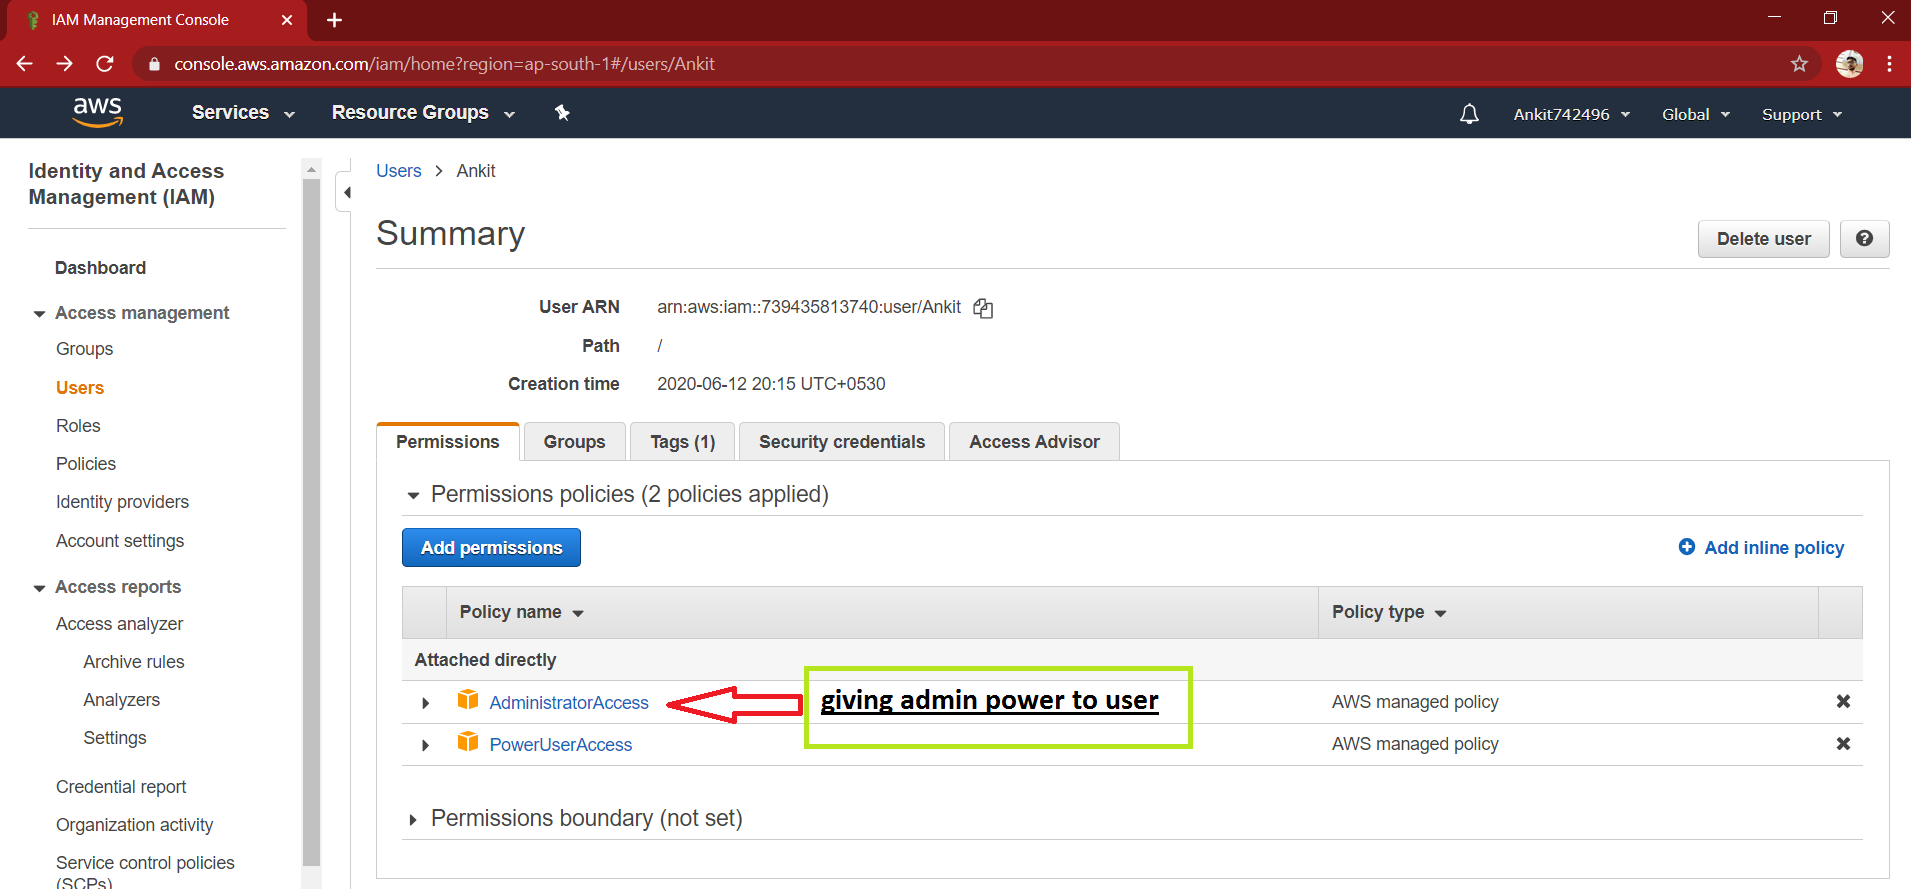 IAM Management Console
console.aws.amazon.com/iam/home?region=ap-south-1#/users/Ankit
aws
Services
Resource Groups
Ankit742496
Global
Support
Identity and Access
Management (IAM)
Dashboard
Access management
Groups
Users
Roles
Policies
Identity providers
Account settings
Access reports
Access analyzer
Archive rules
Analyzers
Settings
Credential report
Organization activity
Service control policies
(SCPs)
Users > Ankit
Summary
Delete user
?
User ARN arn:aws:iam::739435813740:user/Ankit
Path /
Creation time 2020-06-12 20:15 UTC+0530
Permissions
Groups
Tags (1)
Security credentials
Access Advisor
Permissions policies (2 policies applied)
Add permissions
Add inline policy
Policy name
Policy type
Attached directly
AdministratorAccess
giving admin power to user
AWS managed policy
PowerUserAccess
AWS managed policy
Permissions boundary (not set)